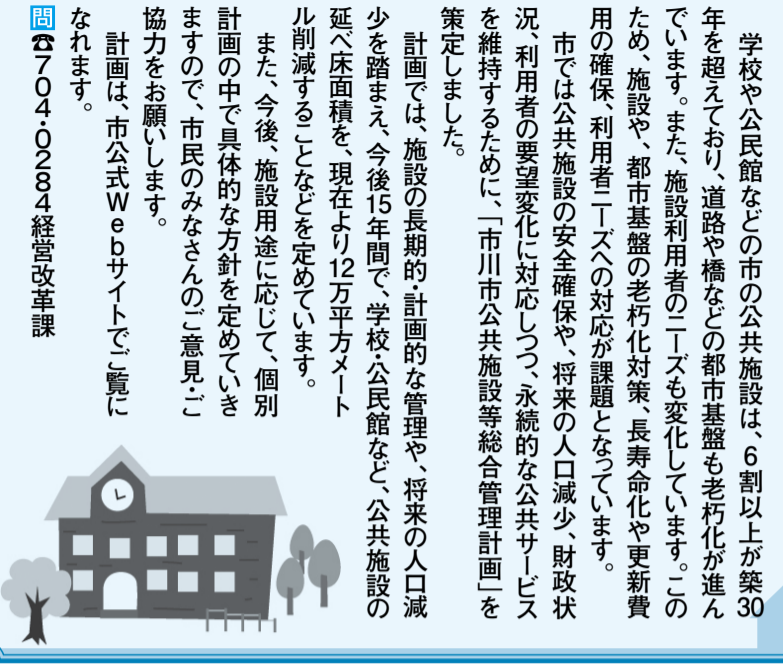 学校や公民館などの市の公共施設は、6割以上が築30
年を超えており、道路や橋などの都市基盤も老朽化が進ん
でいます。また、施設利用者のニーズも変化しています。この
ため、施設や、都市基盤の老朽化対策、長寿命化や更新費
用の確保、利用者ニーズへの対応が課題となっています。
市では公共施設の安全確保や、将来の人口減少、財政状
況、利用者の要望変化に対応しつつ、永続的な公共サービス
を維持するために、「市川市公共施設等総合管理計画」を
策定しました。
計画では、施設の長期的・計画的な管理や、将来の人口減
少を踏まえ、今後15年間で、学校・公民館など、公共施設の
延べ床面積を、現在より12万平方メート
ル削減することなどを定めています。
また、今後、施設用途に応じて、個別
計画の中で具体的な方針を定めていき
ますので、市民のみなさんのご意見・ご
協力をお願いします。
計画は、市公式Webサイトでご覧に
なれます。
問☎704・0284経営改革課